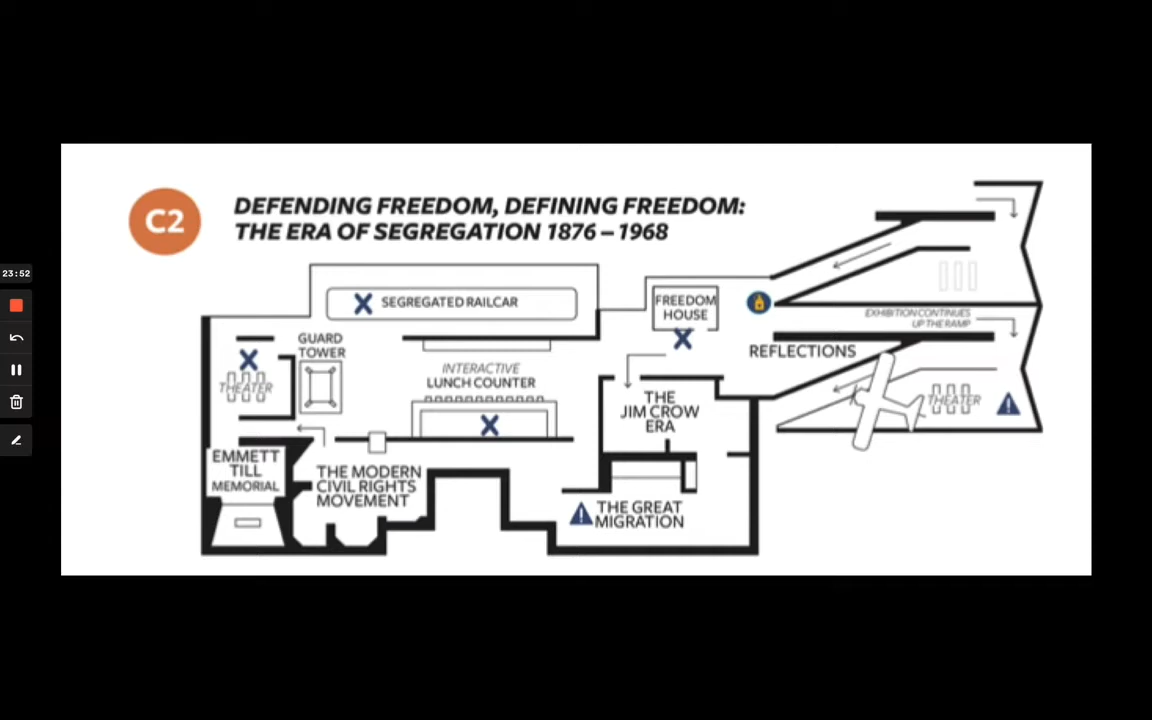 C2
DEFENDING FREEDOM, DEFINING FREEDOM:
THE ERA OF SEGREGATION 1876 – 1968
23:52
SEGREGATED RAILCAR
FREEDOM
HOUSE
EXHIBITION CONTINUES
UP THE RAMP
GUARD
TOWER
REFLECTIONS
THEATER
INTERACTIVE
LUNCH COUNTER
THE
JIM CROW
ERA
THEATER
EMMETT
TILL
MEMORIAL
THE MODERN
CIVIL RIGHTS
MOVEMENT
THE GREAT
MIGRATION